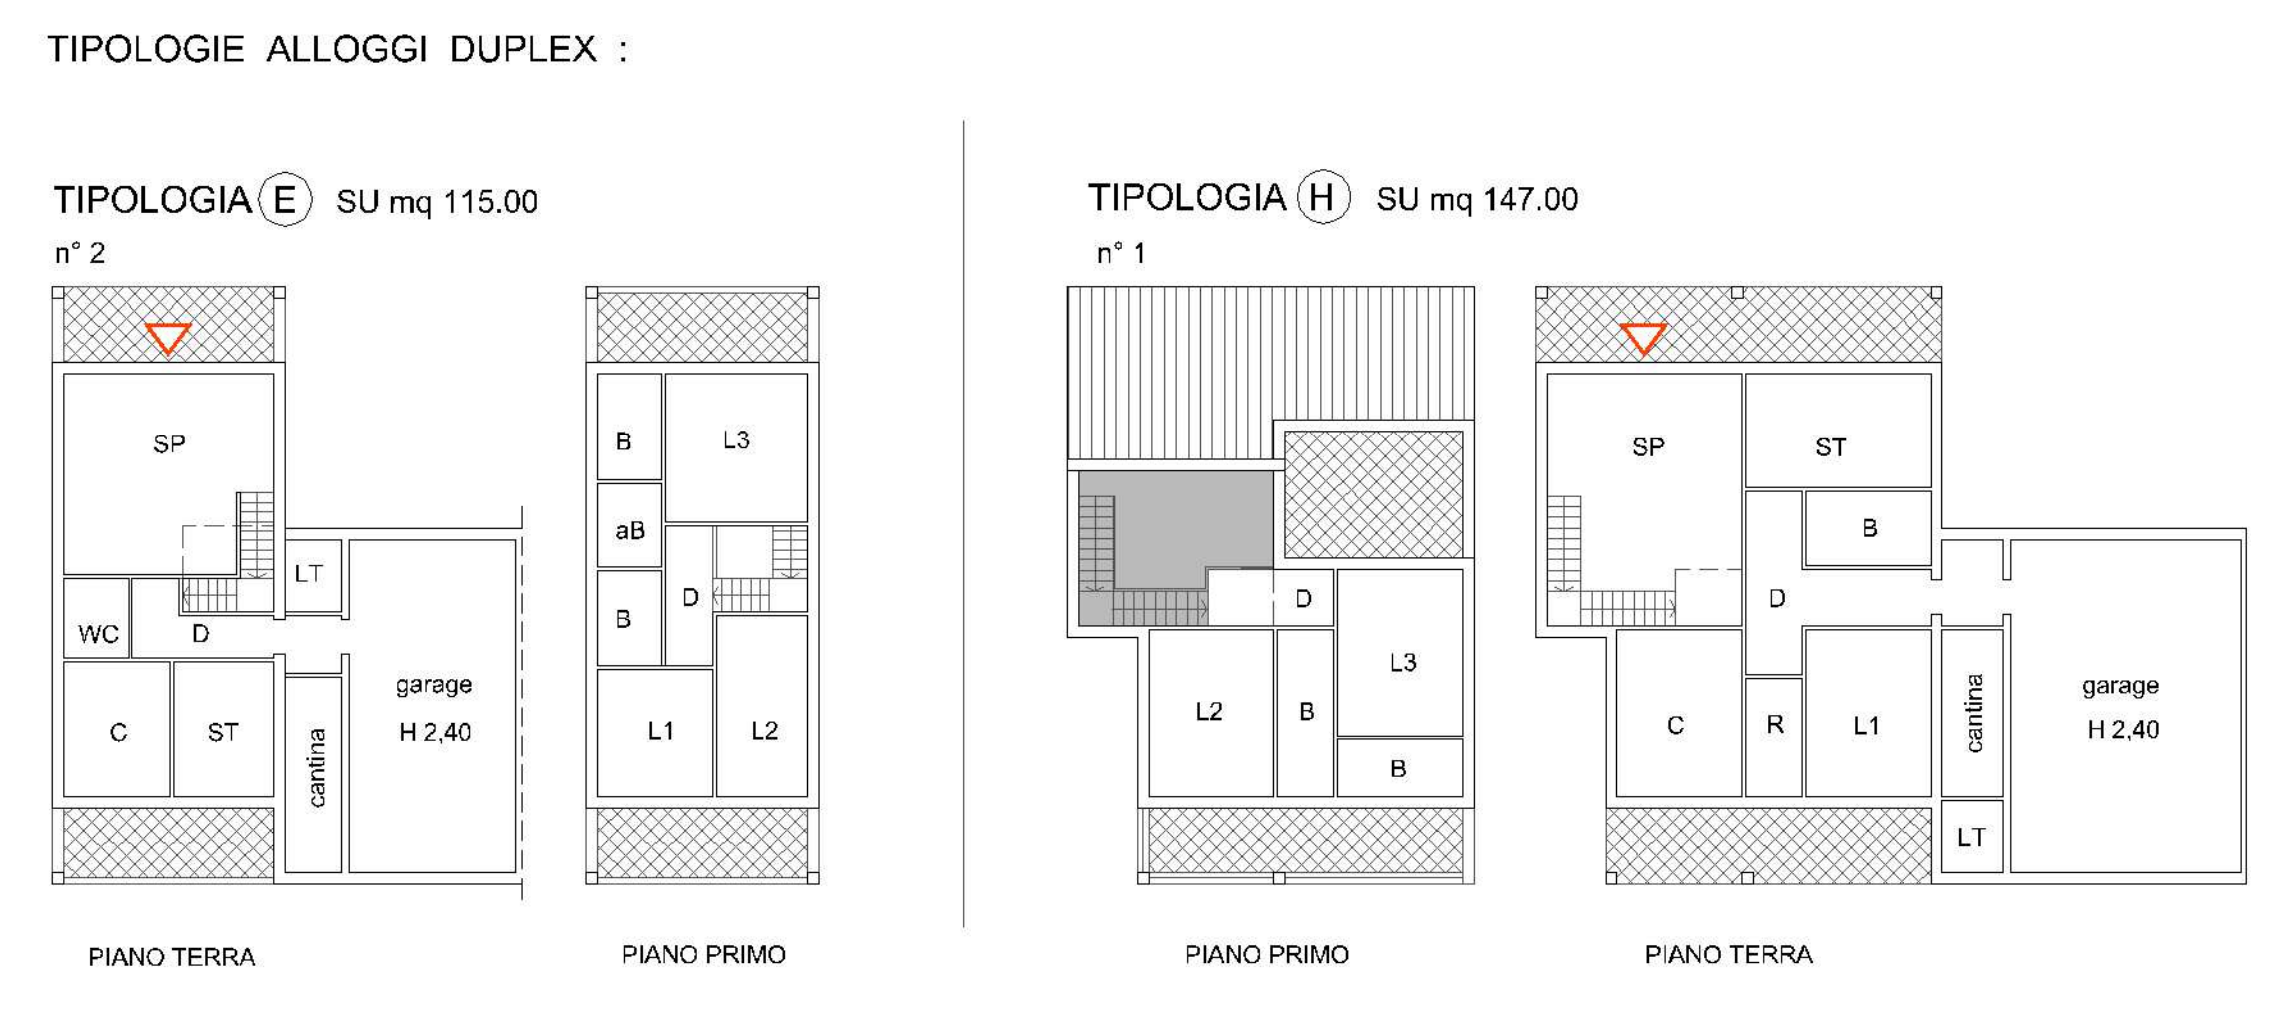 TIPOLOGIE ALLOGGI DUPLEX :
TIPOLOGIA E SU mq 115.00
n° 2
SP
LT
WC
D
C
ST
cantina
garage
H 2,40
PIANO TERRA
B
L3
aB
B
D
L1
L2
PIANO PRIMO
TIPOLOGIA H SU mq 147.00
n° 1
D
L2
B
L3
B
PIANO PRIMO
SP
ST
B
D
C
R
L1
cantina
LT
garage
H 2,40
PIANO TERRA